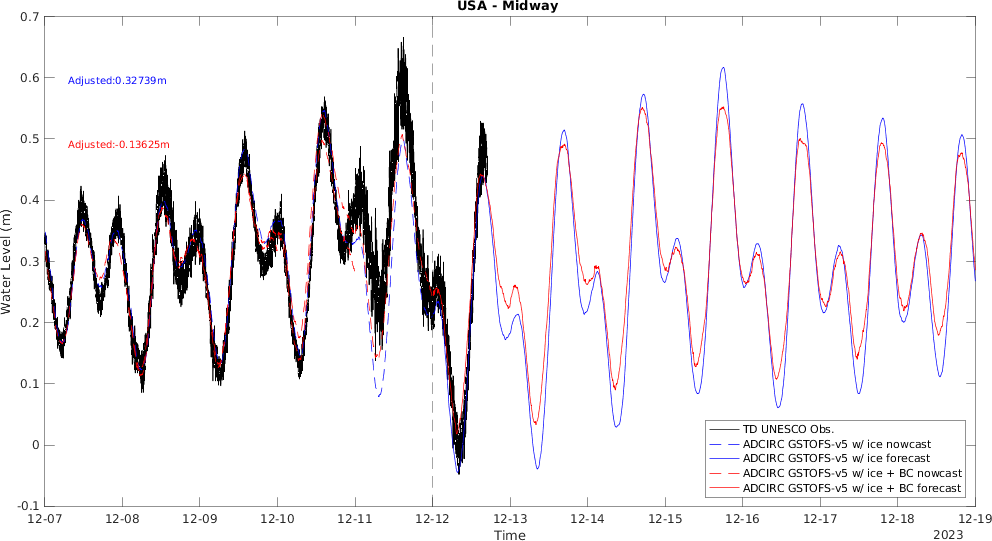 USA - Midway
0.7
0.6
0.5
0.4
0.3
0.2
0.1
0
-0.1
Water Level (m)
Adjusted:0.32739m
Adjusted:-0.13625m
TD UNESCO Obs.
ADCIRC GSTOFS-v5 w/ ice nowcast
ADCIRC GSTOFS-v5 w/ ice forecast
ADCIRC GSTOFS-v5 w/ ice + BC nowcast
ADCIRC GSTOFS-v5 w/ ice + BC forecast
12-07 12-08 12-09 12-10 12-11 12-12 12-13 12-14 12-15 12-16 12-17 12-18 12-19
Time
2023